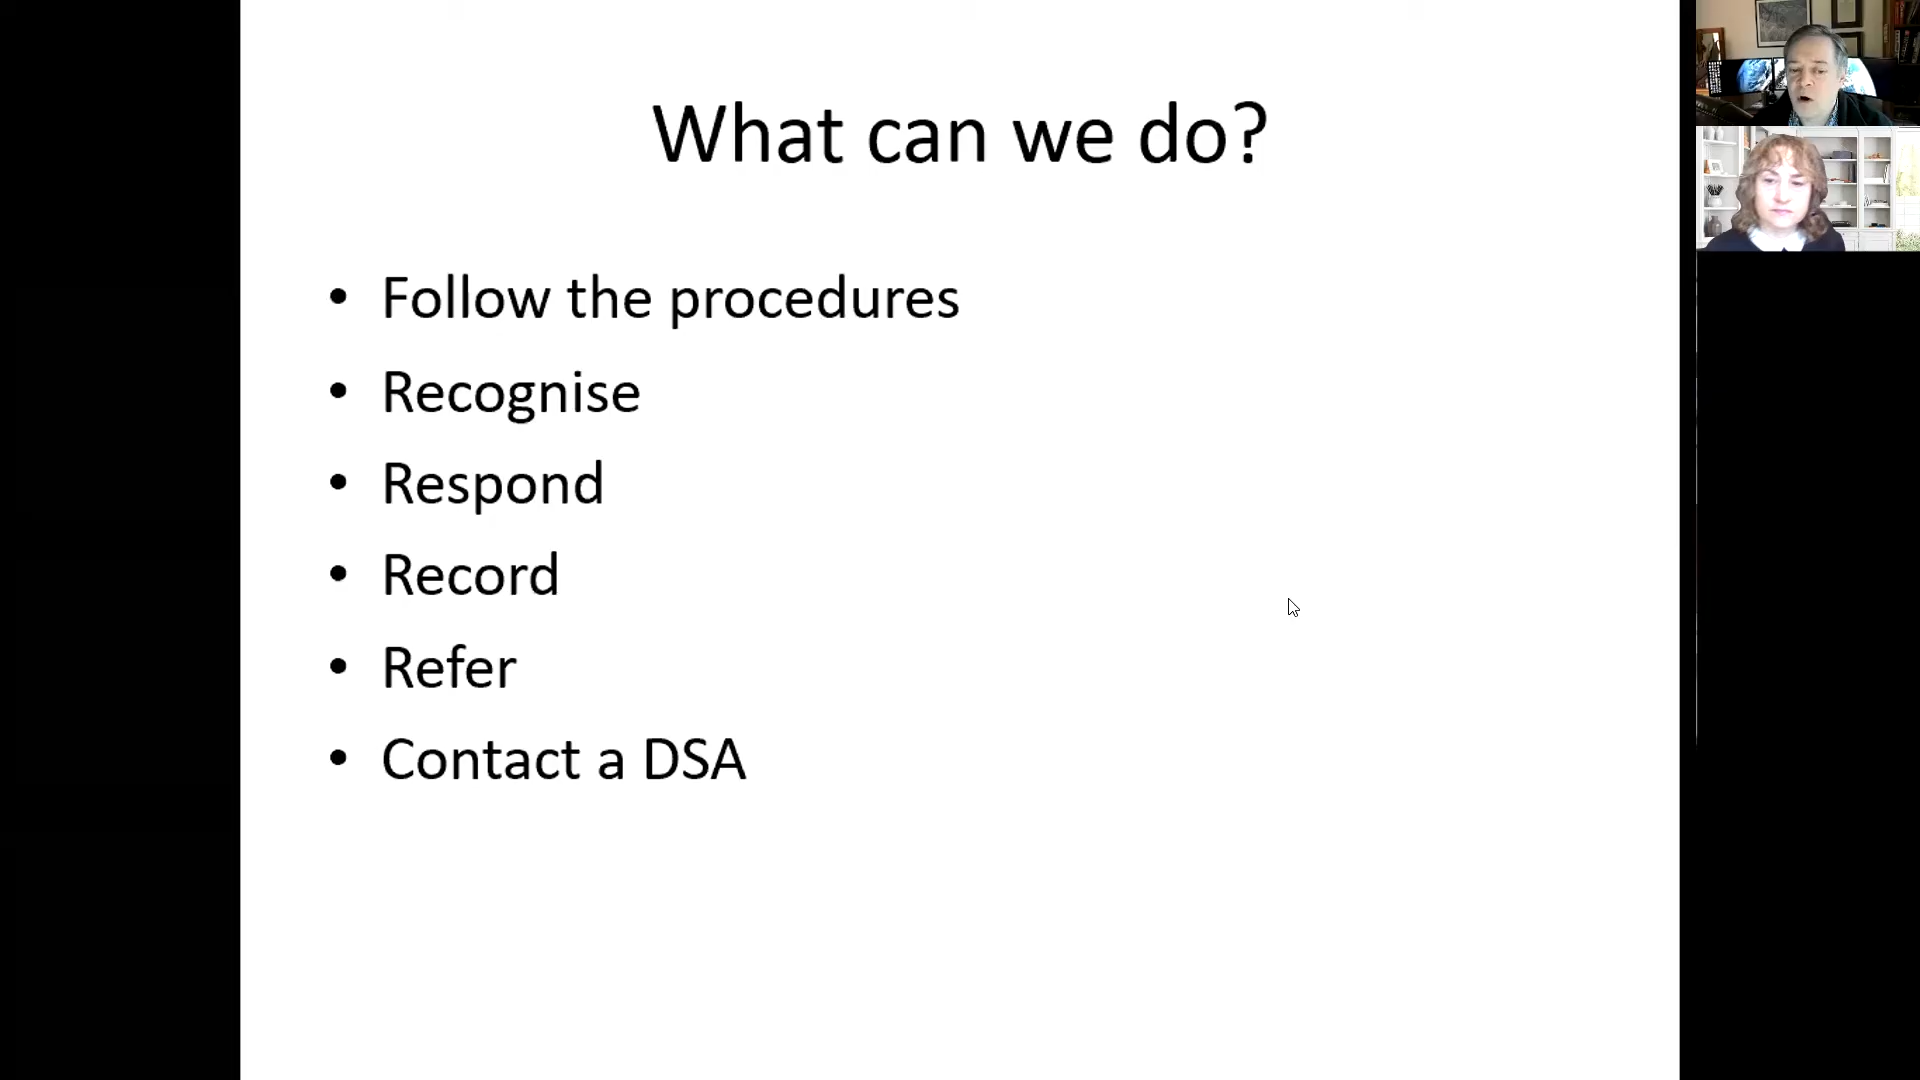 What can we do?
• Follow the procedures
• Recognise
• Respond
• Record
• Refer
• Contact a DSA